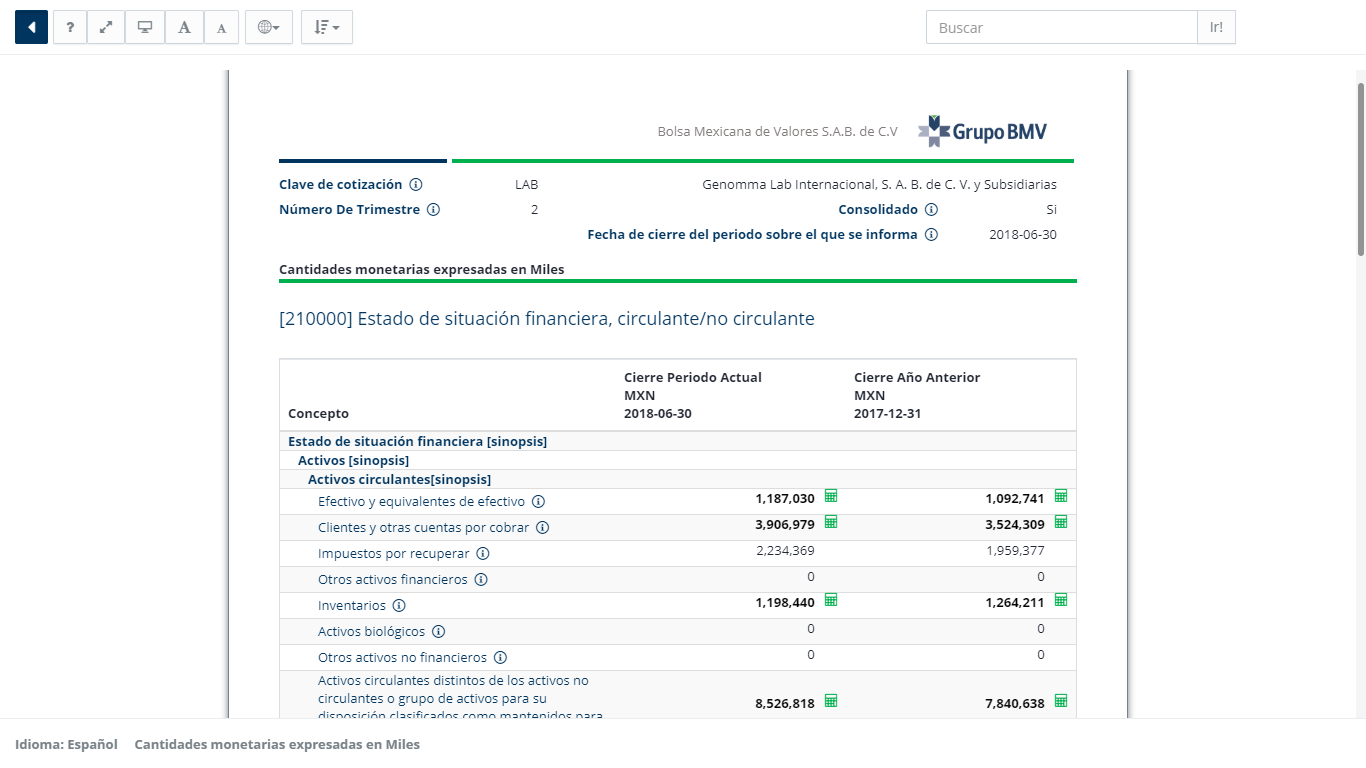 ?
A
A
Buscar
Ir!
Bolsa Mexicana de Valores S.A.B. de C.V
Grupo BMV
Clave de cotización LAB Genomma Lab Internacional, S. A. B. de C. V. y Subsidiarias
Número De Trimestre 2 Consolidado Si
Fecha de cierre del periodo sobre el que se informa 2018-06-30
Cantidades monetarias expresadas en Miles
[210000] Estado de situación financiera, circulante/no circulante
Cierre Periodo Actual Cierre Año Anterior
MXN MXN
Concepto 2018-06-30 2017-12-31
Estado de situación financiera [sinopsis]
Activos [sinopsis]
Activos circulantes[sinopsis]
Efectivo y equivalentes de efectivo 1,187,030 1,092,741
Clientes y otras cuentas por cobrar 3,906,979 3,524,309
Impuestos por recuperar 2,234,369 1,959,377
Otros activos financieros 0 0
Inventarios 1,198,440 1,264,211
Activos biológicos 0 0
Otros activos no financieros 0 0
Activos circulantes distintos de los activos no
circulantes o grupo de activos para su 8,526,818 7,840,638
disposición clasificados como mantenidos para
Idioma: Español Cantidades monetarias expresadas en Miles